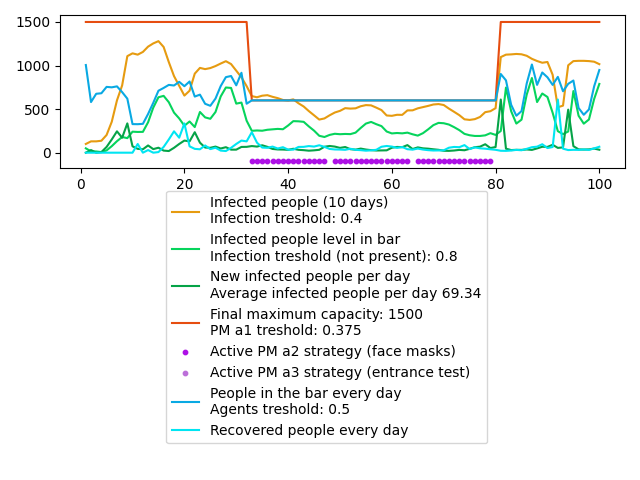 1500
1000
500
0
0
20
40
60
80
100
Infected people (10 days)
Infection treshold: 0.4
Infected people level in bar
Infection treshold (not present): 0.8
New infected people per day
Average infected people per day 69.34
Final maximum capacity: 1500
PM a1 treshold: 0.375
Active PM a2 strategy (face masks)
Active PM a3 strategy (entrance test)
People in the bar every day
Agents treshold: 0.5
Recovered people every day